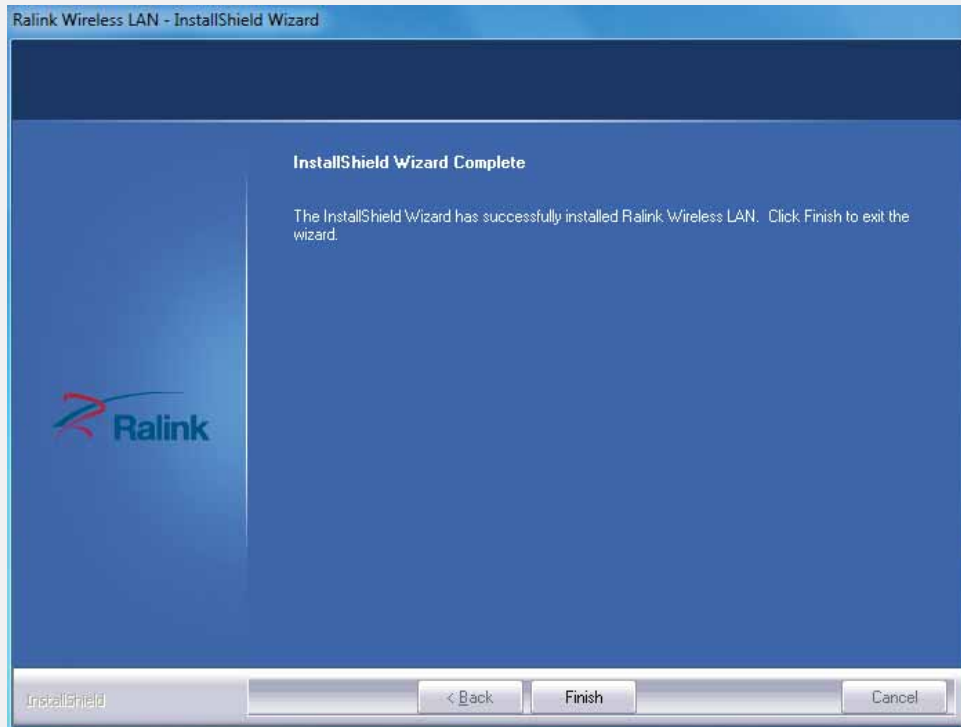 Ralink Wireless LAN - InstallShield Wizard
InstallShield Wizard Complete
The InstallShield Wizard has successfully installed Ralink Wireless LAN. Click Finish to exit the
wizard.
Ralink
InstallShield
< Back
Finish
Cancel